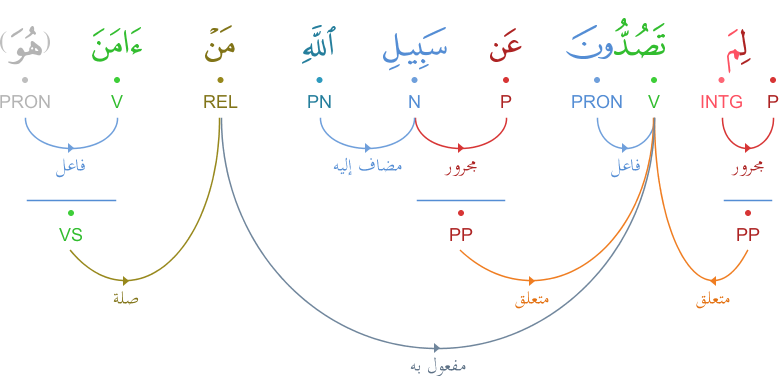 لِمَ تَصُدُّونَ عَن سَبِيلِ ٱللَّهِ مَنْ ءَامَنَ (هُوَ)
P INTG V PRON P N PN REL V PRON
مجرور فاعل مجرور مضاف إليه فاعل
PP PP VS
متعلق متعلق صلة
مفعول به